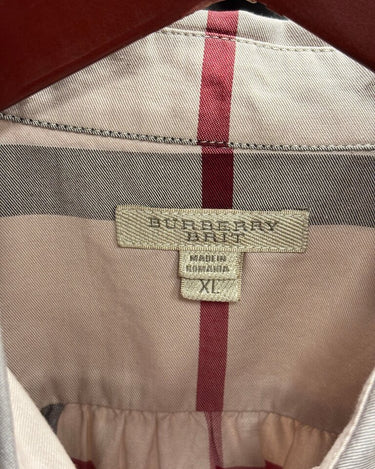 BURBERRY
BRIT
MADE IN
ROMANIA
XL